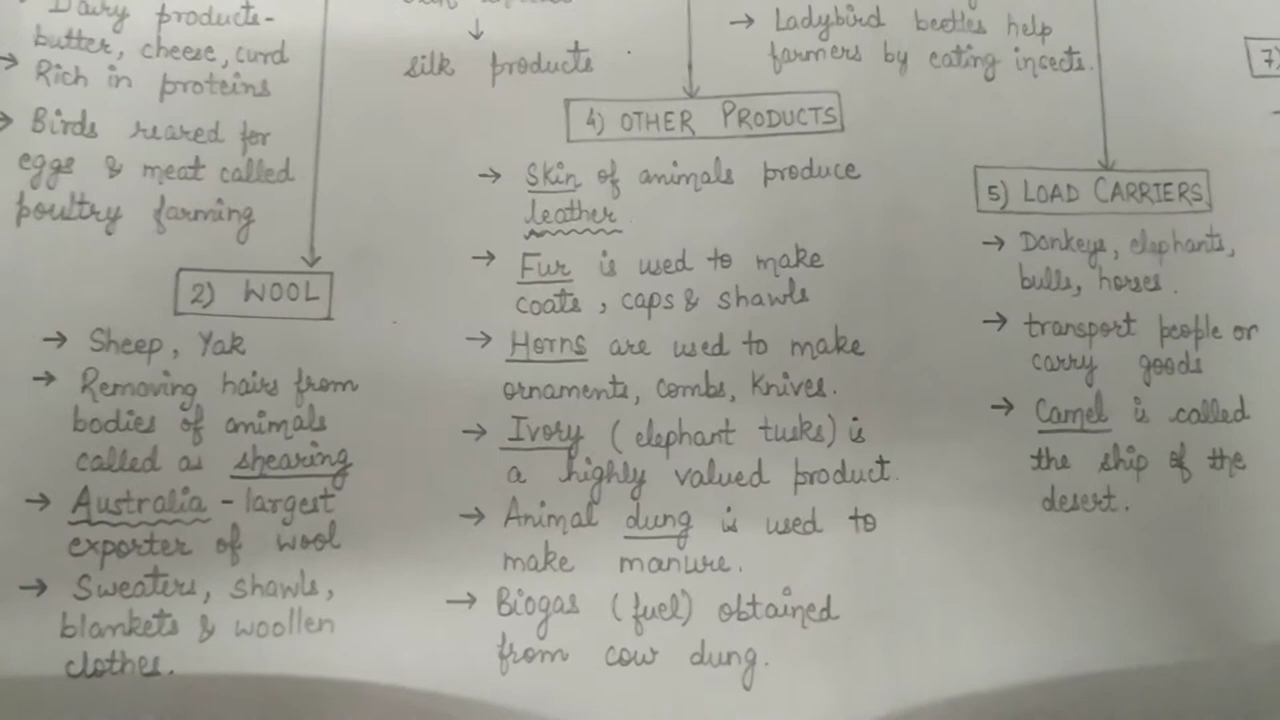 Dairy products-
butter, cheese, curd
→ Rich in proteins
→ Birds reared for
eggs & meat called
poultry farming
2) WOOL
→ Sheep, Yak
→ Removing hairs from
bodies of animals
called as shearing
→ Australia - largest
exporter of wool
→ Sweaters, shawls,
blankets & woollen
clothes.
↓
silk products
4) OTHER PRODUCTS
→ Skin of animals produce
leather
→ Fur is used to make
coats, caps & shawls
→ Horns are used to make
ornaments, combs, knives.
→ Ivory (elephant tusks) is
a highly valued product.
→ Animal dung is used to
make manure.
→ Biogas (fuel) obtained
from cow dung.
→ Ladybird beetles help
farmers by eating insects.
5) LOAD CARRIERS
→ Donkeys, elephants,
bulls, horses.
→ transport people or
carry goods
→ Camel is called
the ship of the
desert.
7)